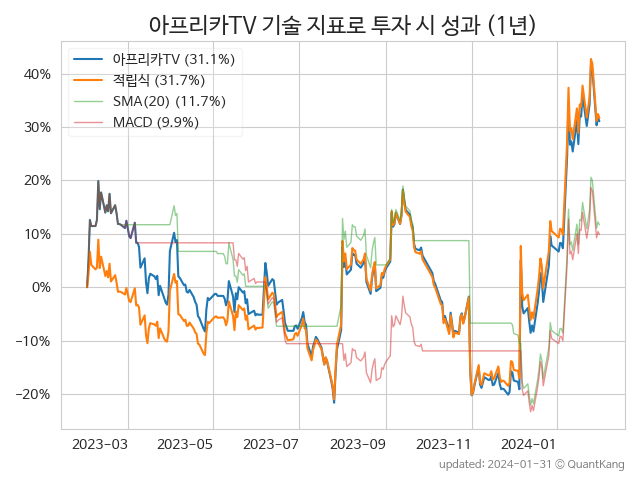 아프리카TV 기술 지표로 투자 시 성과 (1년)
아프리카TV (31.1%)
적립식 (31.7%)
SMA(20) (11.7%)
MACD (9.9%)
40%
30%
20%
10%
0%
−10%
−20%
2023-03 2023-05 2023-07 2023-09 2023-11 2024-01
updated: 2024-01-31 © QuantKang